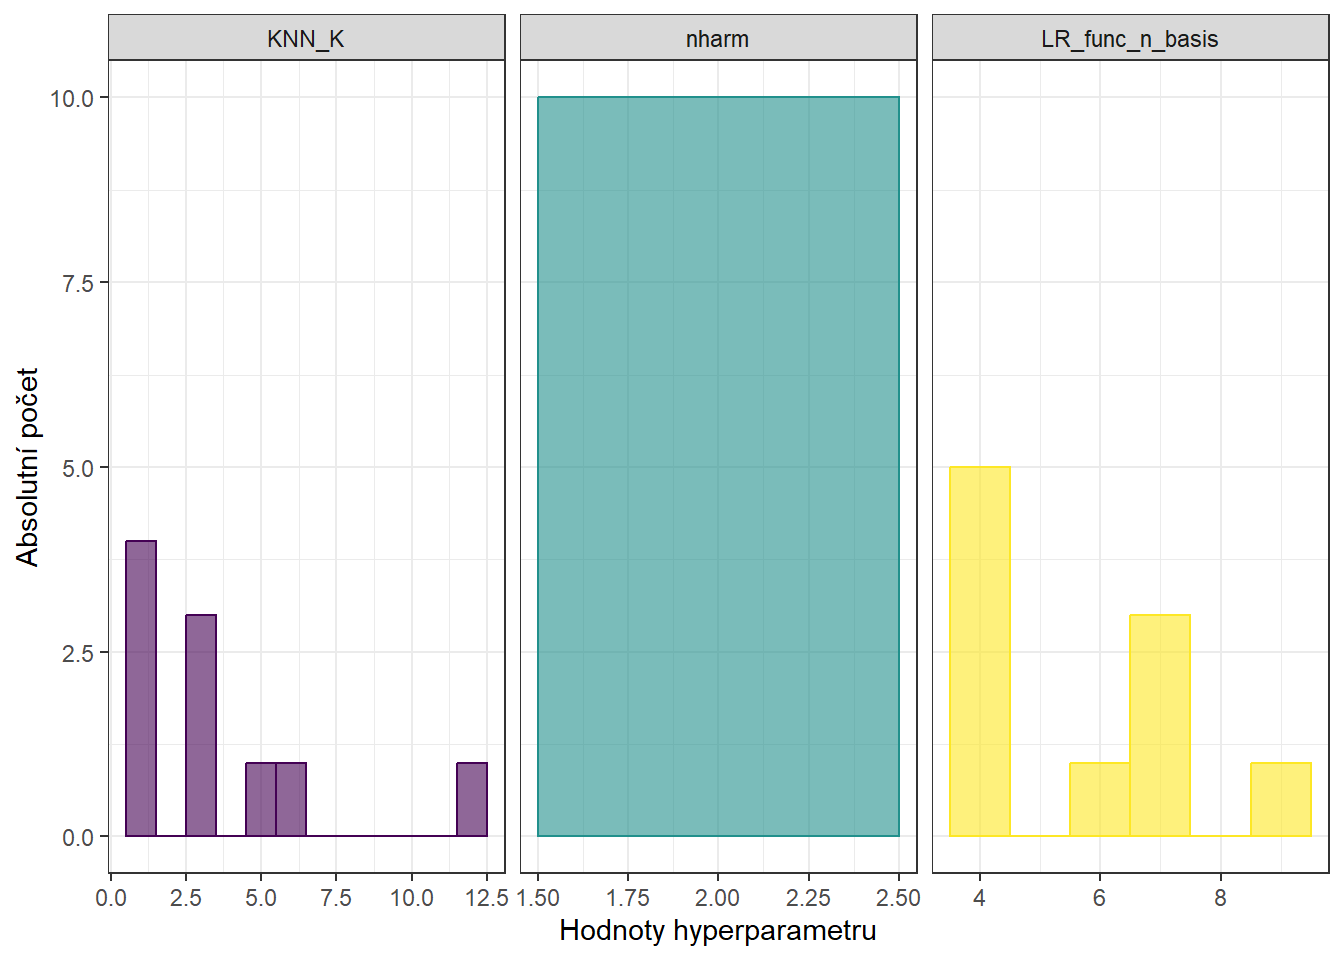 KNN_K
nharm
LR_func_n_basis
Absolutní počet
10.0
7.5
5.0
2.5
0.0
0.0 2.5 5.0 7.5 10.0 12.5
1.50 1.75 2.00 2.25 2.50
4 6 8
Hodnoty hyperparametru